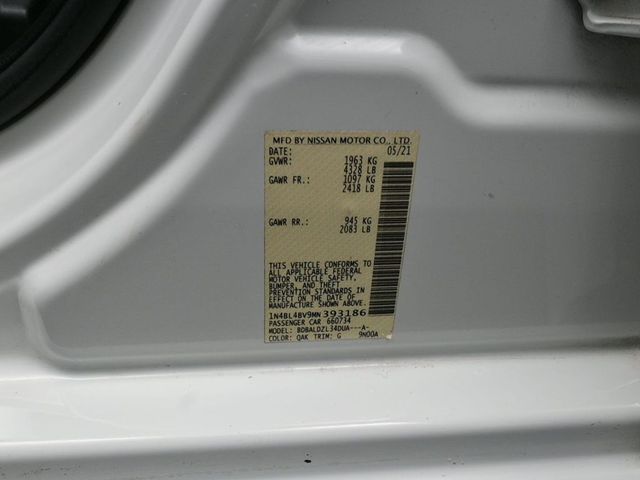 MFD BY NISSAN MOTOR CO., LTD.
DATE: 05/21
GVWR: 1963 KG
4328 LB
GAWR FR.: 1097 KG
2418 LB
GAWR RR.: 945 KG
2083 LB
THIS VEHICLE CONFORMS TO
ALL APPLICABLE FEDERAL
MOTOR VEHICLE SAFETY,
BUMPER, AND THEFT
PREVENTION STANDARDS IN
EFFECT ON THE DATE OF
MANUFACTURE SHOWN ABOVE.
1N4BL4BV9MN393186
PASSENGER CAR 660734
MODEL: BDBALDZL34DUA---A-
COLOR: QAK TRIM: G 9N00A